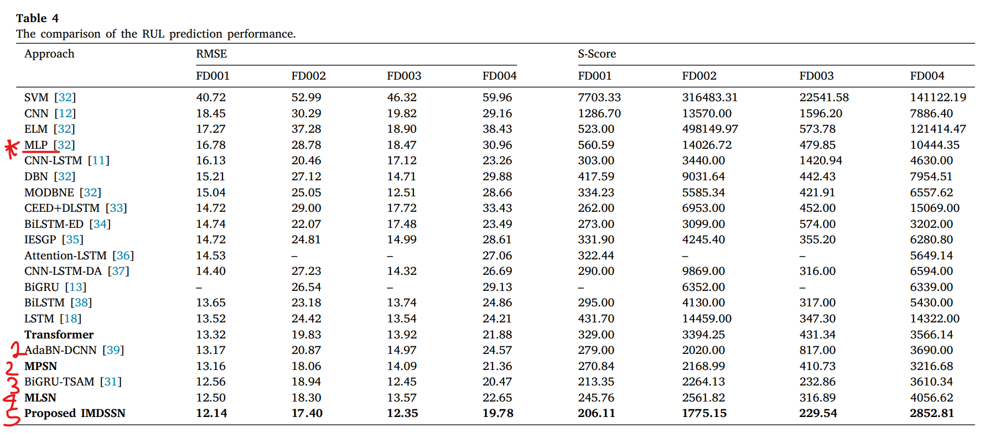 Table 4
The comparison of the RUL prediction performance.
Approach RMSE S-Score
FD001 FD002 FD003 FD004 FD001 FD002 FD003 FD004
SVM [32] 40.72 52.99 46.32 59.96 7703.33 316483.31 22541.58 141122.19
CNN [12] 18.45 30.29 19.82 29.16 1286.70 13570.00 1596.20 7886.40
ELM [32] 17.27 37.28 18.90 38.43 523.00 498149.97 573.78 121414.47
* MLP [32] 16.78 28.78 18.47 30.96 560.59 14026.72 479.85 10444.35
CNN-LSTM [11] 16.13 20.46 17.12 23.26 303.00 3440.00 1420.94 4630.00
DBN [32] 15.21 27.12 14.71 29.88 417.59 9031.64 442.43 7954.51
MODBNE [32] 15.04 25.05 12.51 28.66 334.23 5585.34 421.91 6557.62
CEED+DLSTM [33] 14.72 29.00 17.72 33.43 262.00 6953.00 452.00 15069.00
BiLSTM-ED [34] 14.74 22.07 17.48 23.49 273.00 3099.00 574.00 3202.00
IESGP [35] 14.72 24.81 14.99 28.61 331.90 4245.40 355.20 6280.80
Attention-LSTM [36] 14.53 – – 27.06 322.44 – – 5649.14
CNN-LSTM-DA [37] 14.40 27.23 14.32 26.69 290.00 9869.00 316.00 6594.00
BiGRU [13] – 26.54 – 29.13 – 6352.00 – 6339.00
BiLSTM [38] 13.65 23.18 13.74 24.86 295.00 4130.00 317.00 5430.00
LSTM [18] 13.52 24.42 13.54 24.21 431.70 14459.00 347.30 14322.00
Transformer 13.32 19.83 13.92 21.88 329.00 3394.25 431.34 3566.14
2 AdaBN-DCNN [39] 13.17 20.87 14.97 24.57 279.00 2020.00 817.00 3690.00
2 MPSN 13.16 18.06 14.09 21.36 270.84 2168.99 410.73 3216.68
3 BiGRU-TSAM [31] 12.56 18.94 12.45 20.47 213.35 2264.13 232.86 3610.34
4 MLSN 12.50 18.30 13.57 22.65 245.76 2561.82 316.89 4056.62
5 Proposed IMDSSN 12.14 17.40 12.35 19.78 206.11 1775.15 229.54 2852.81